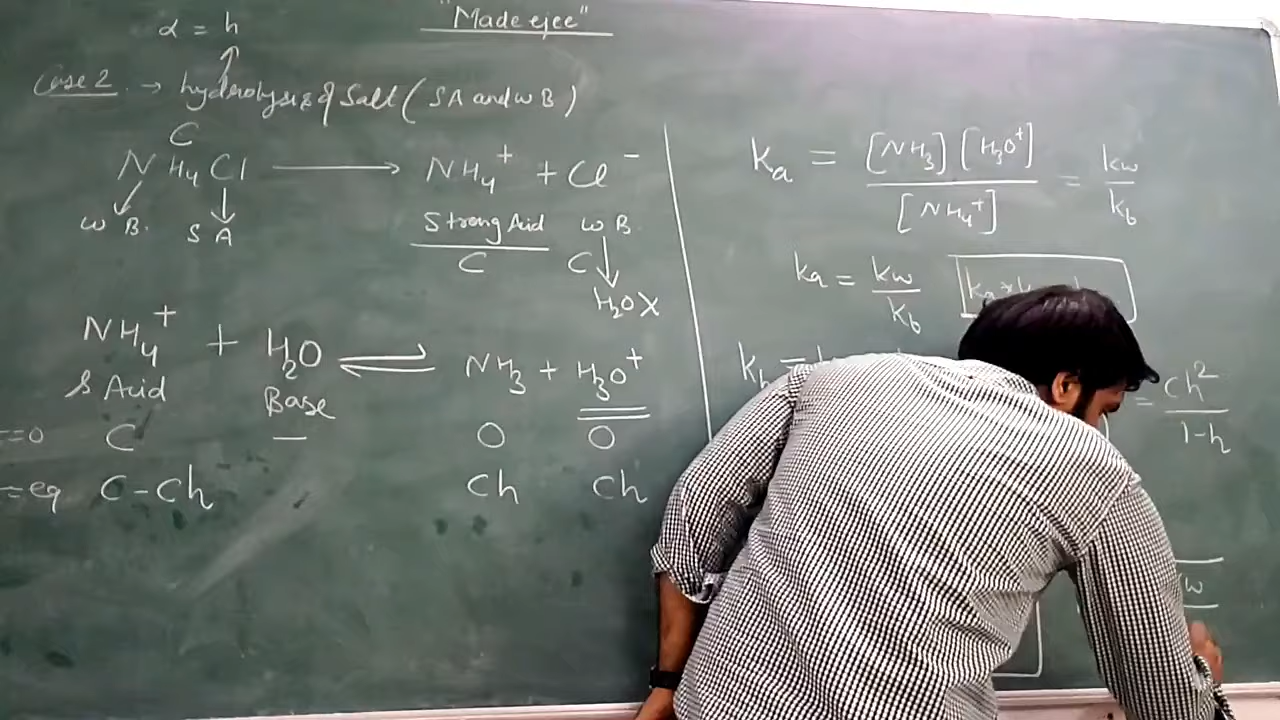 "Made ejee"
α = h
Case 2. → hydrolysis of Salt (SA and WB)
C
NH4Cl ⟶ NH4⁺ + Cl⁻
WB. SA
Strong Acid WB
C C
H2O X
NH4⁺ + H2O ⇌ NH3 + H3O⁺
S Acid Base
=0 C — 0 0
=eq C-Ch Ch Ch
Ka = [NH3][H3O⁺] / [NH4⁺] = kw / kb
ka = kw / kb
= Ch² / 1-h